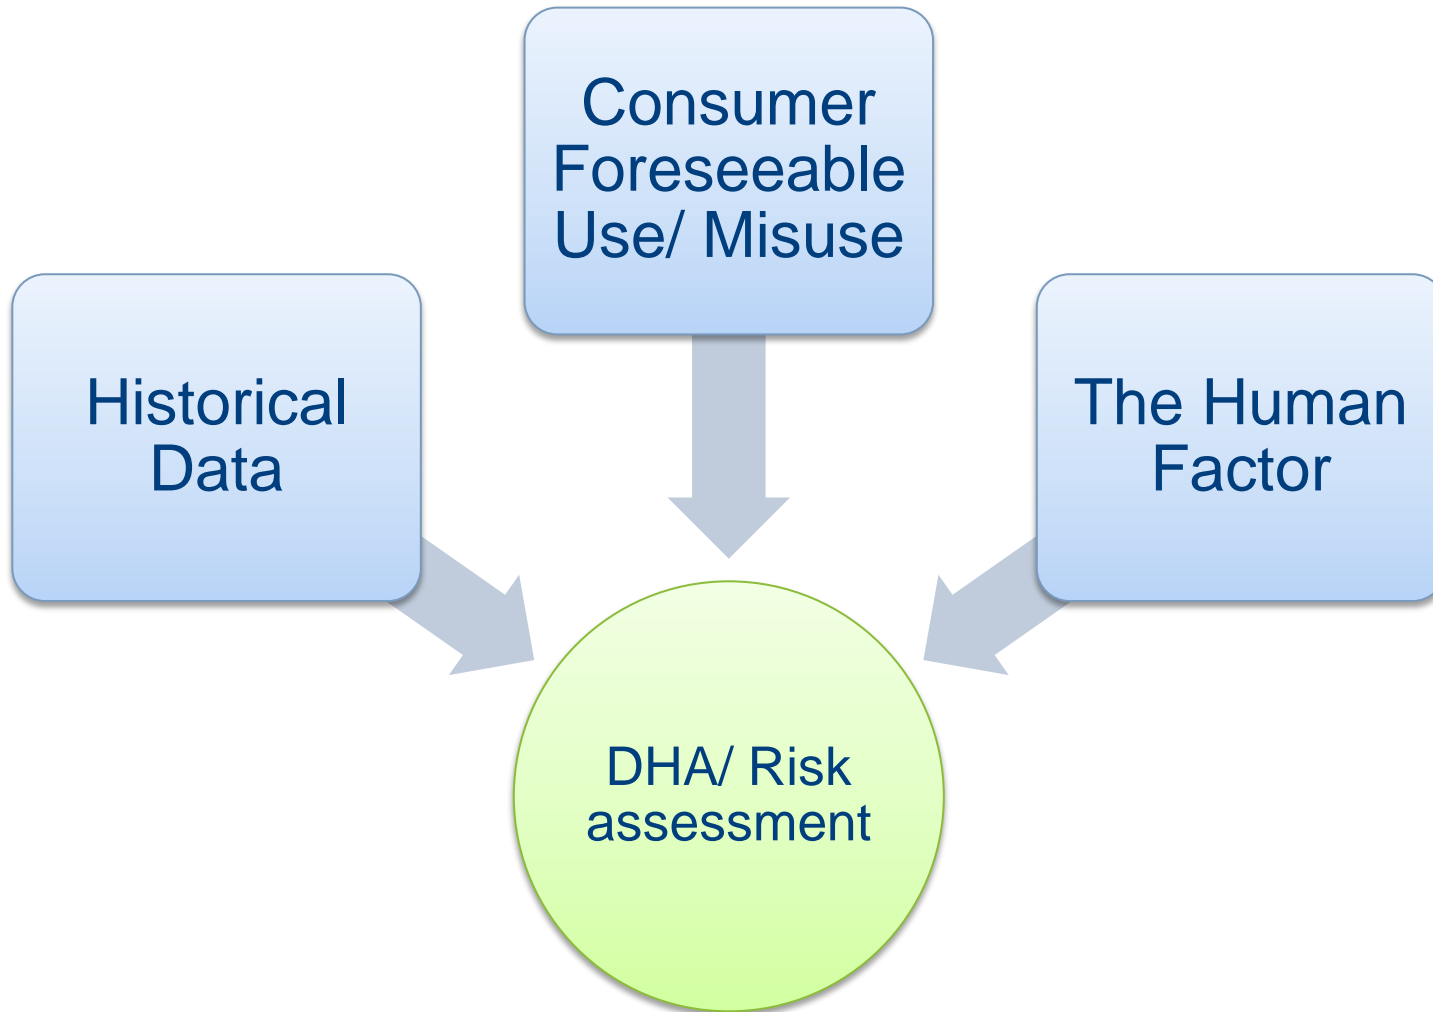 Consumer
Foreseeable
Use/ Misuse
Historical
Data
The Human
Factor
DHA/ Risk
assessment